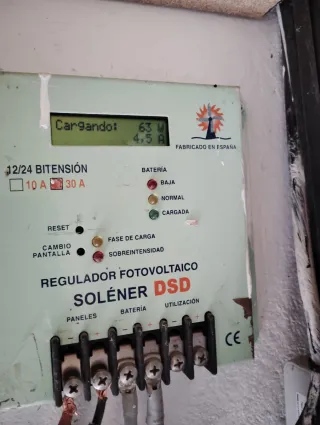 Cargando: 63 W
4,5 A
FABRICADO EN ESPAÑA
12/24 BITENSIÓN
10 A 30 A
BATERÍA
BAJA
NORMAL
CARGADA
RESET
CAMBIO
PANTALLA
FASE DE CARGA
SOBREINTENSIDAD
REGULADOR FOTOVOLTAICO
SOLÉNER DSD
PANELES BATERÍA UTILIZACIÓN
CE